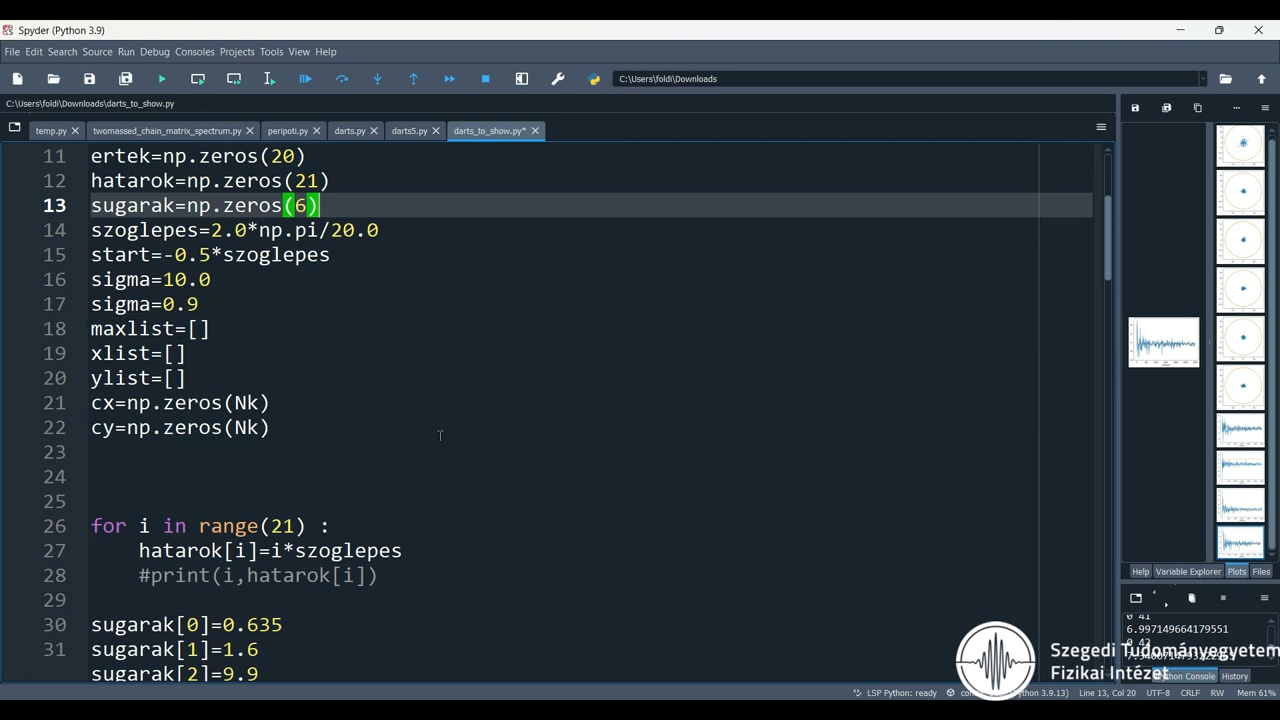 Spyder (Python 3.9)
File Edit Search Source Run Debug Consoles Projects Tools View Help
C:\Users\foldi\Downloads
C:\Users\foldi\Downloads\darts_to_show.py
temp.py twomassed_chain_matrix_spectrum.py peripoti.py darts.py darts5.py darts_to_show.py*
11 ertek=np.zeros(20)
12 hatarok=np.zeros(21)
13 sugarak=np.zeros(6)
14 szoglepes=2.0*np.pi/20.0
15 start=-0.5*szoglepes
16 sigma=10.0
17 sigma=0.9
18 maxlist=[]
19 xlist=[]
20 ylist=[]
21 cx=np.zeros(Nk)
22 cy=np.zeros(Nk)
23
24
25
26 for i in range(21) :
27 hatarok[i]=i*szoglepes
28 #print(i,hatarok[i])
29
30 sugarak[0]=0.635
31 sugarak[1]=1.6
sugarak[2]=9.9
Help Variable Explorer Plots Files
0 41
6.997149664179551
0 42
Szegedi Tudományegyetem
Fizikai Intézet
Python Console History
LSP Python: ready Python 3.9.13) Line 13, Col 20 UTF-8 CRLF RW Mem 61%